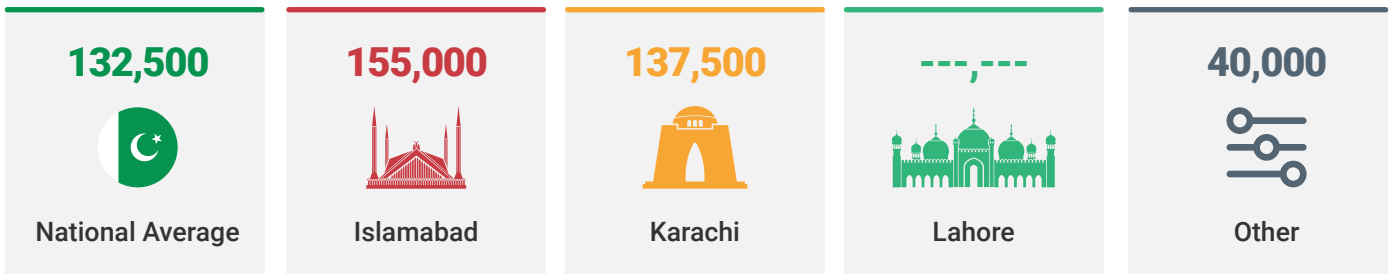 132,500
National Average
155,000
Islamabad
137,500
Karachi
---,---
Lahore
40,000
Other